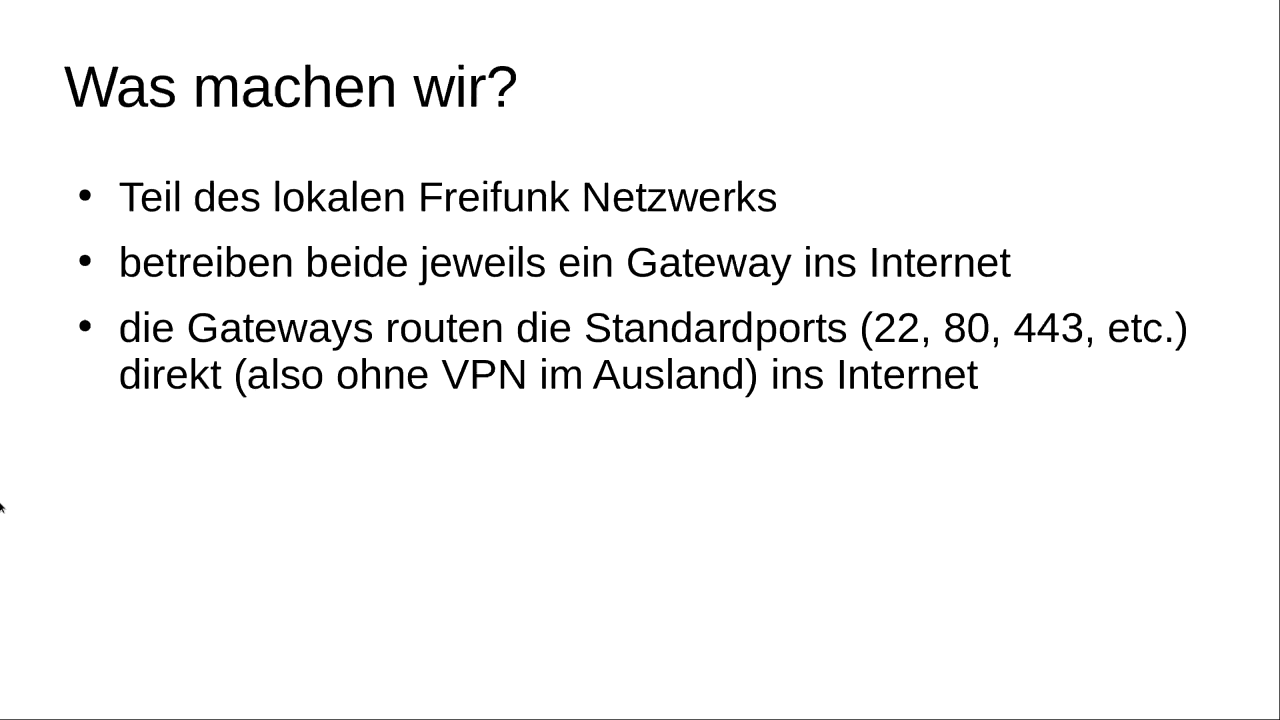 Was machen wir?
• Teil des lokalen Freifunk Netzwerks
• betreiben beide jeweils ein Gateway ins Internet
• die Gateways routen die Standardports (22, 80, 443, etc.)
direkt (also ohne VPN im Ausland) ins Internet